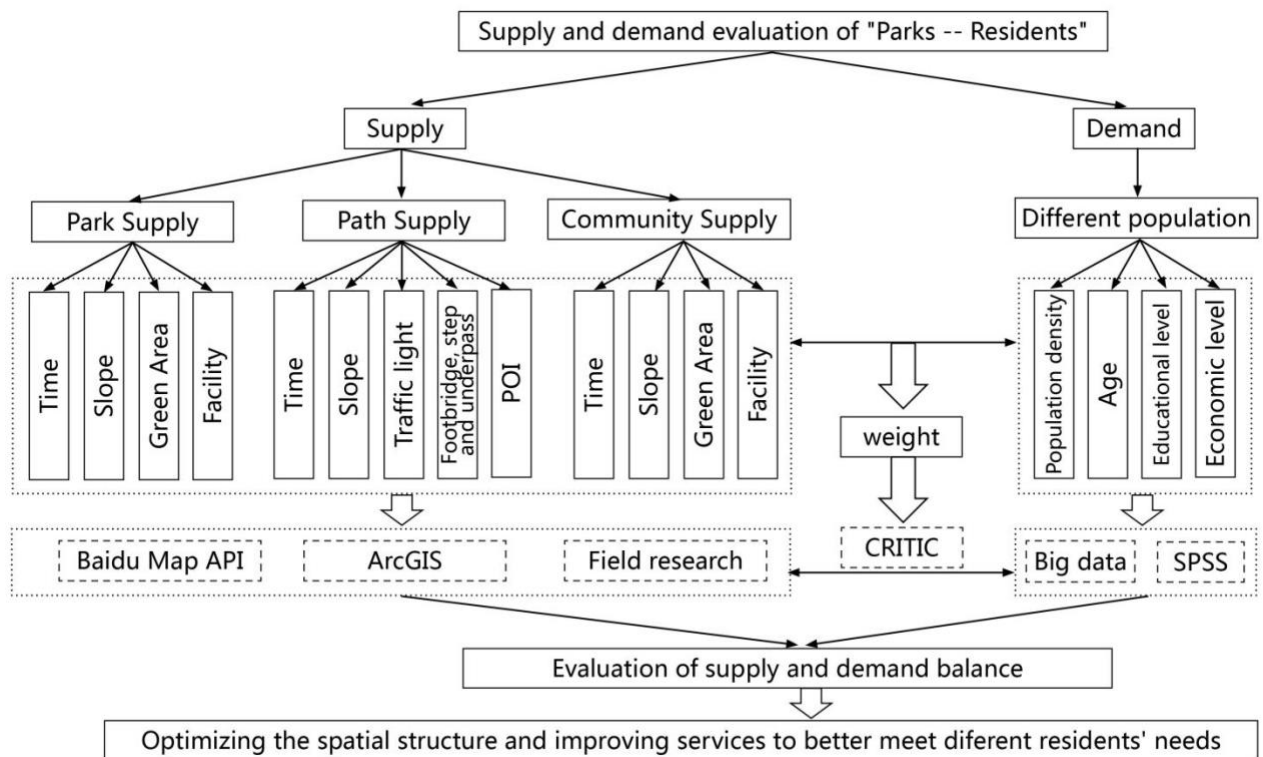 Supply and demand evaluation of "Parks -- Residents"
Supply
Demand
Park Supply
Path Supply
Community Supply
Different population
Time
Slope
Green Area
Facility
Time
Slope
Traffic light
Footbridge, step
and underpass
POI
Time
Slope
Green Area
Facility
Population density
Age
Educational level
Economic level
weight
Baidu Map API
ArcGIS
Field research
CRITIC
Big data
SPSS
Evaluation of supply and demand balance
Optimizing the spatial structure and improving services to better meet diferent residents' needs